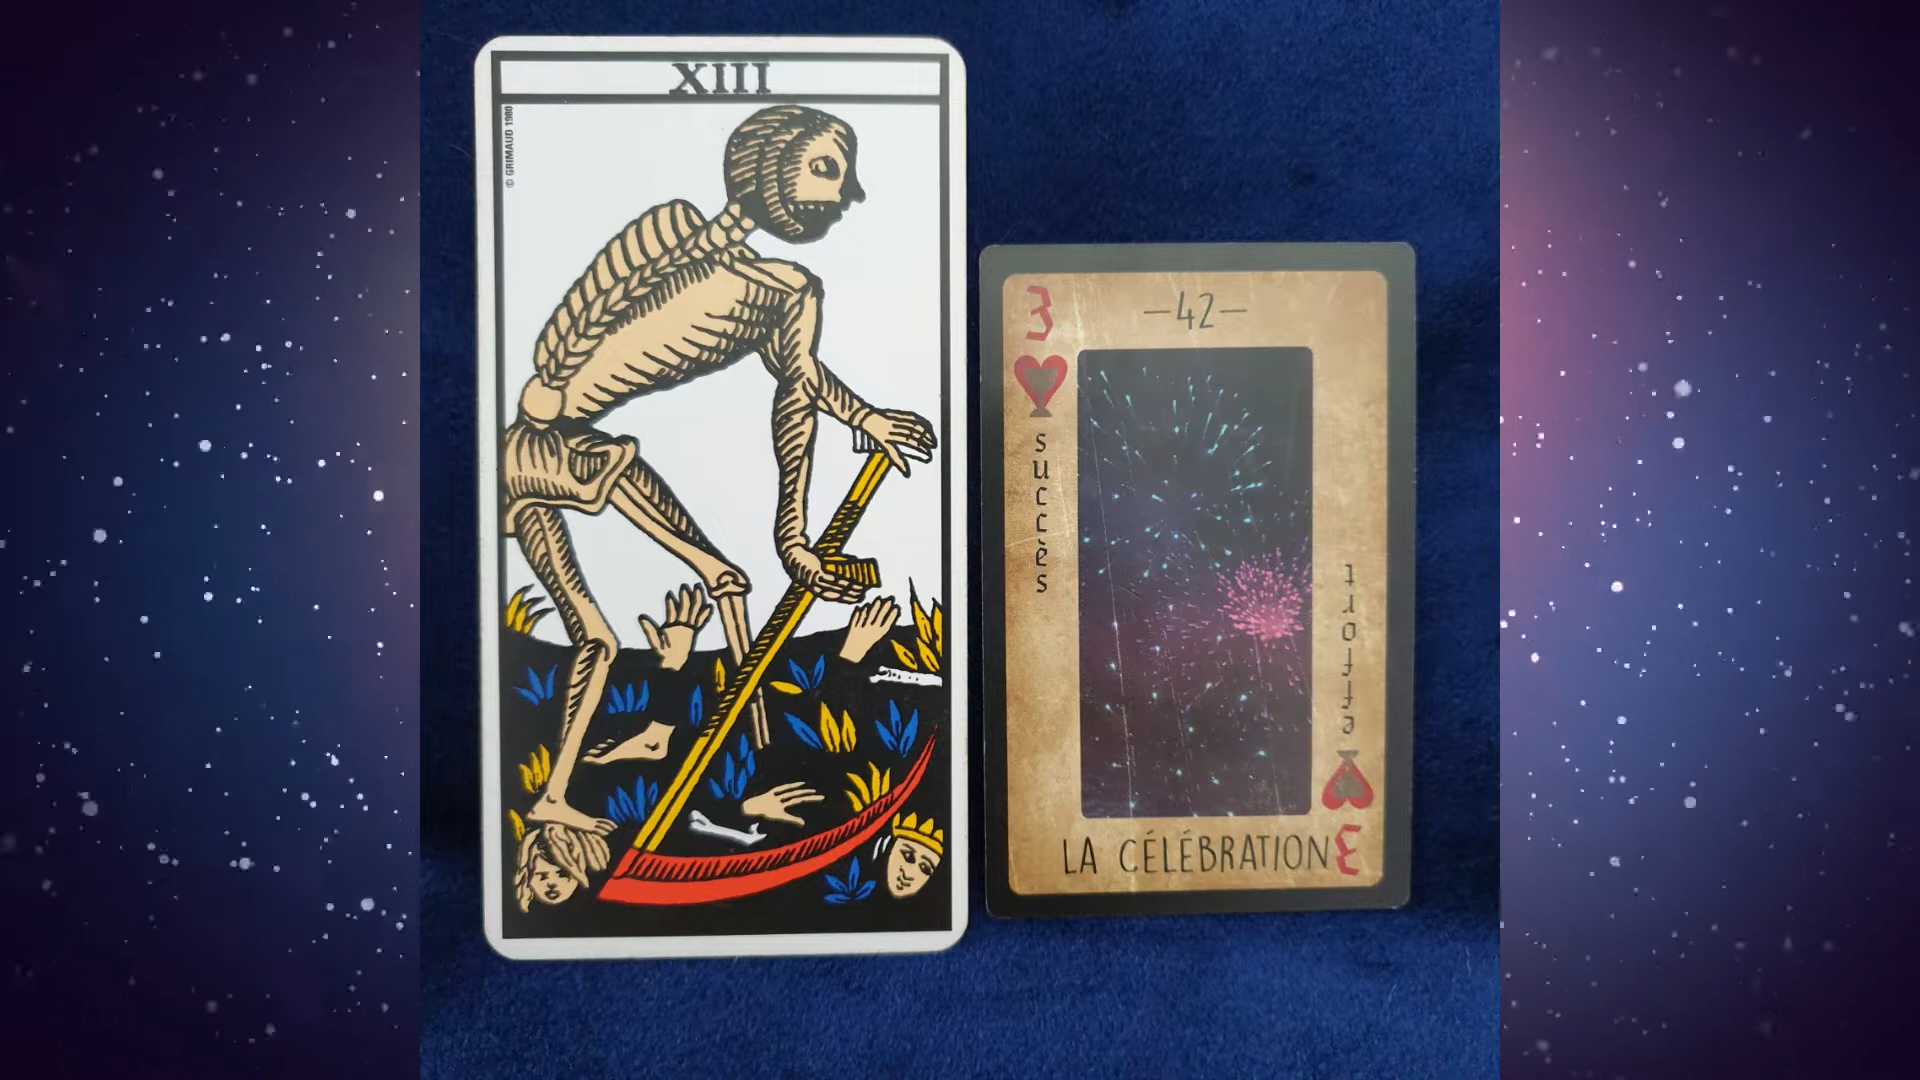 XIII
© GRIMAUD 1980
3
—42—
succès
effort
LA CÉLÉBRATION
3